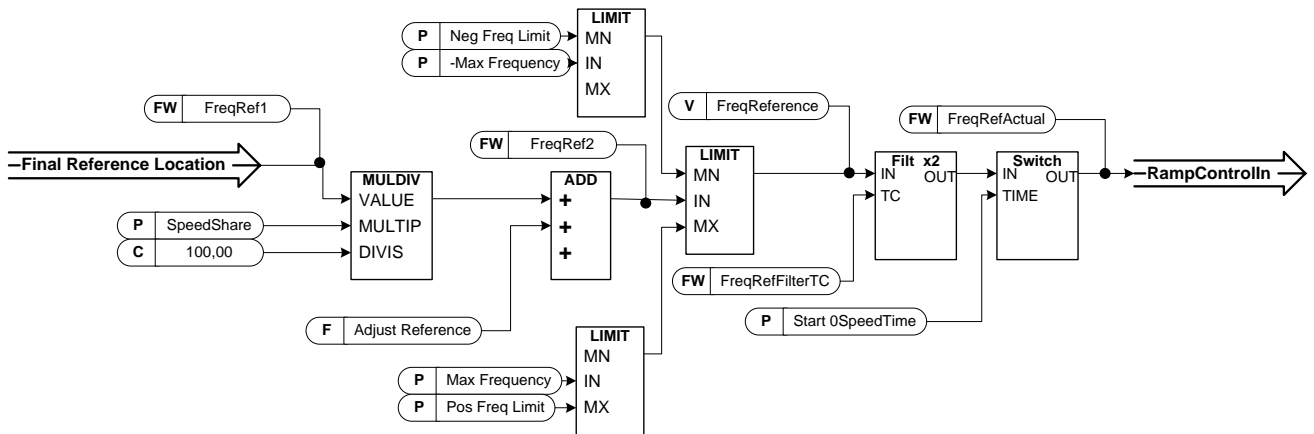 LIMIT
P Neg Freq Limit MN
P -Max Frequency IN
MX
FW FreqRef1
V FreqReference
FW FreqRefActual
FW FreqRef2
Final Reference Location
LIMIT
MN
IN
MX
Filt x2
IN OUT
TC
Switch
IN OUT
TIME
RampControlIn
MULDIV
VALUE
MULTIP
DIVIS
ADD
+
+
+
P SpeedShare
C 100,00
FW FreqRefFilterTC
P Start 0SpeedTime
F Adjust Reference
LIMIT
MN
P Max Frequency IN
P Pos Freq Limit MX